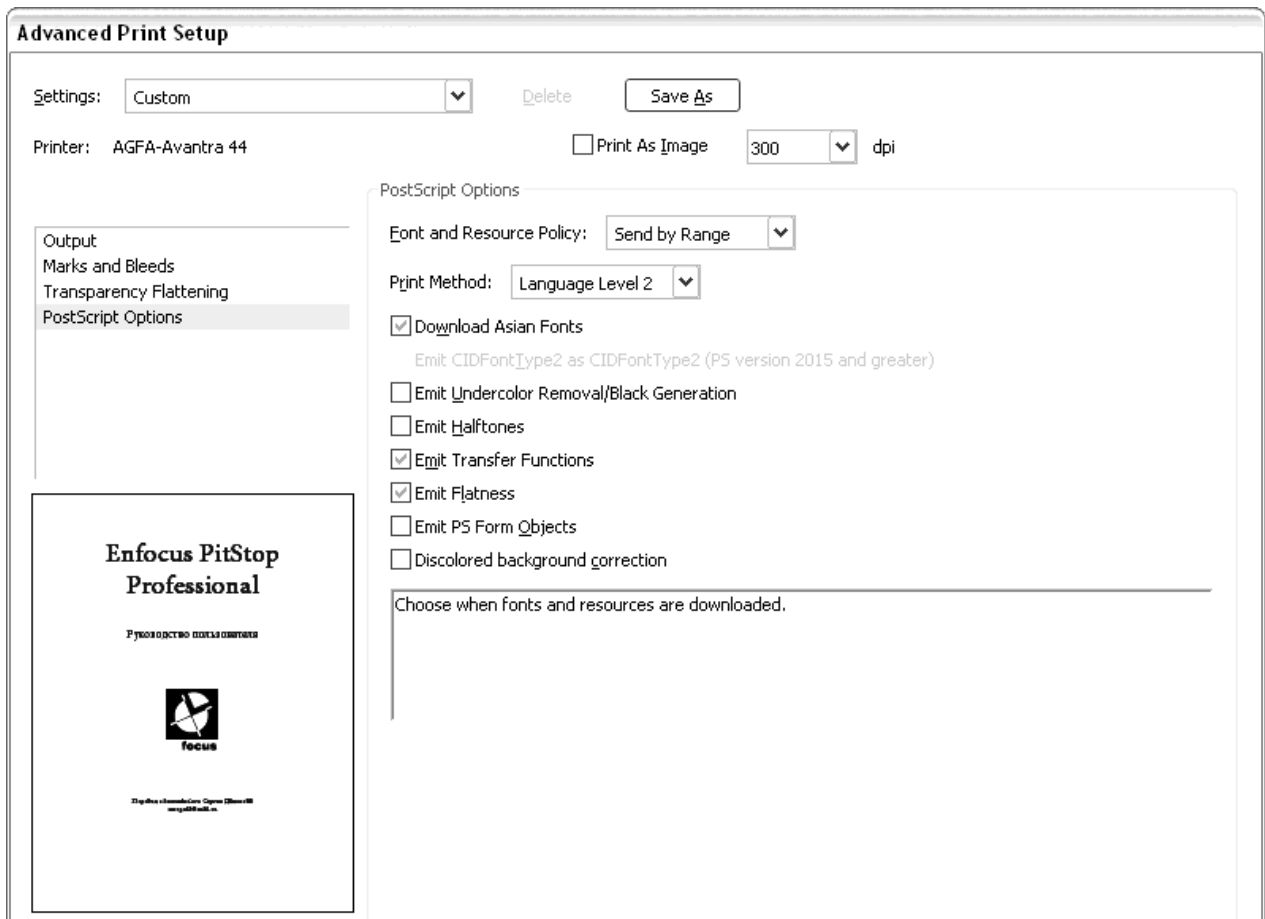 Advanced Print Setup
Settings: Custom Delete Save As
Printer: AGFA-Avantra 44 Print As Image 300 dpi
Output
Marks and Bleeds
Transparency Flattening
PostScript Options
PostScript Options
Font and Resource Policy: Send by Range
Print Method: Language Level 2
Download Asian Fonts
Emit CIDFontType2 as CIDFontType2 (PS version 2015 and greater)
Emit Undercolor Removal/Black Generation
Emit Halftones
Emit Transfer Functions
Emit Flatness
Emit PS Form Objects
Discolored background correction
Choose when fonts and resources are downloaded.
Enfocus PitStop
Professional
Руководство пользователя
focus